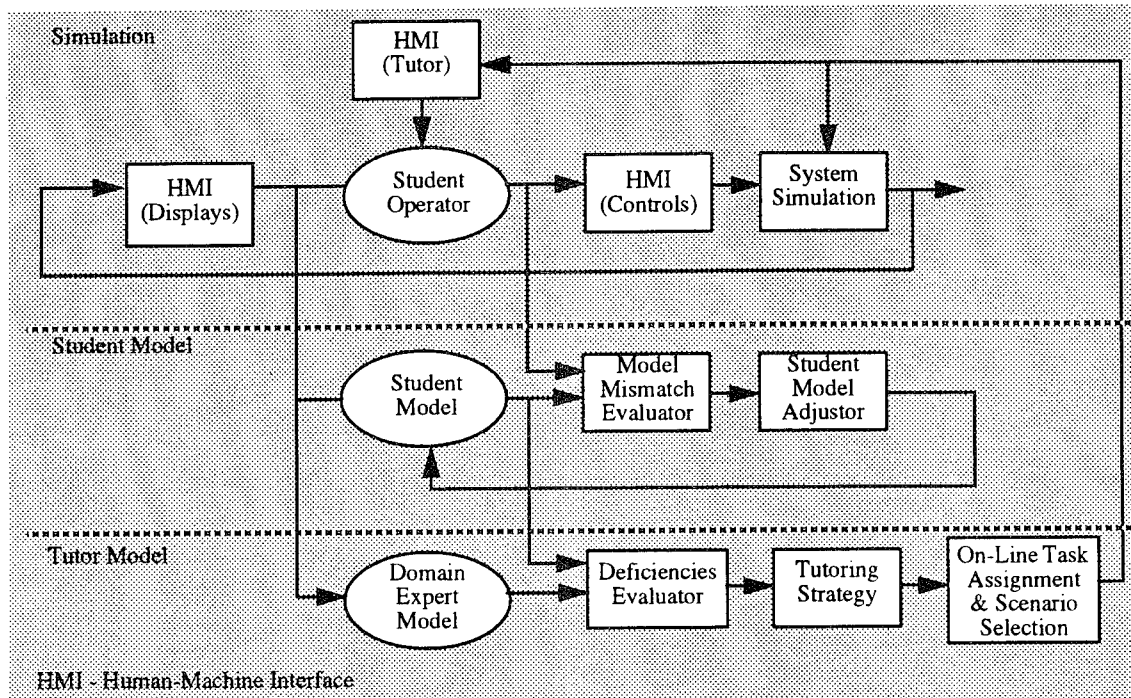 Simulation
HMI
(Tutor)
HMI
(Displays)
Student
Operator
HMI
(Controls)
System
Simulation
Student Model
Student
Model
Model
Mismatch
Evaluator
Student
Model
Adjustor
Tutor Model
Domain
Expert
Model
Deficiencies
Evaluator
Tutoring
Strategy
On-Line Task
Assignment
& Scenario
Selection
HMI - Human-Machine Interface